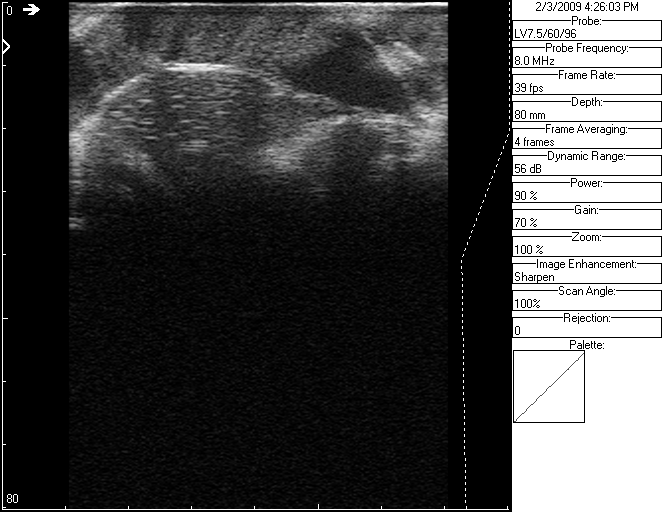 0
80
2/3/2009 4:26:03 PM
Probe:
LV7.5/60/96
Probe Frequency:
8.0 MHz
Frame Rate:
39 fps
Depth:
80 mm
Frame Averaging:
4 frames
Dynamic Range:
56 dB
Power:
90 %
Gain:
70 %
Zoom:
100 %
Image Enhancement:
Sharpen
Scan Angle:
100%
Rejection:
0
Palette: